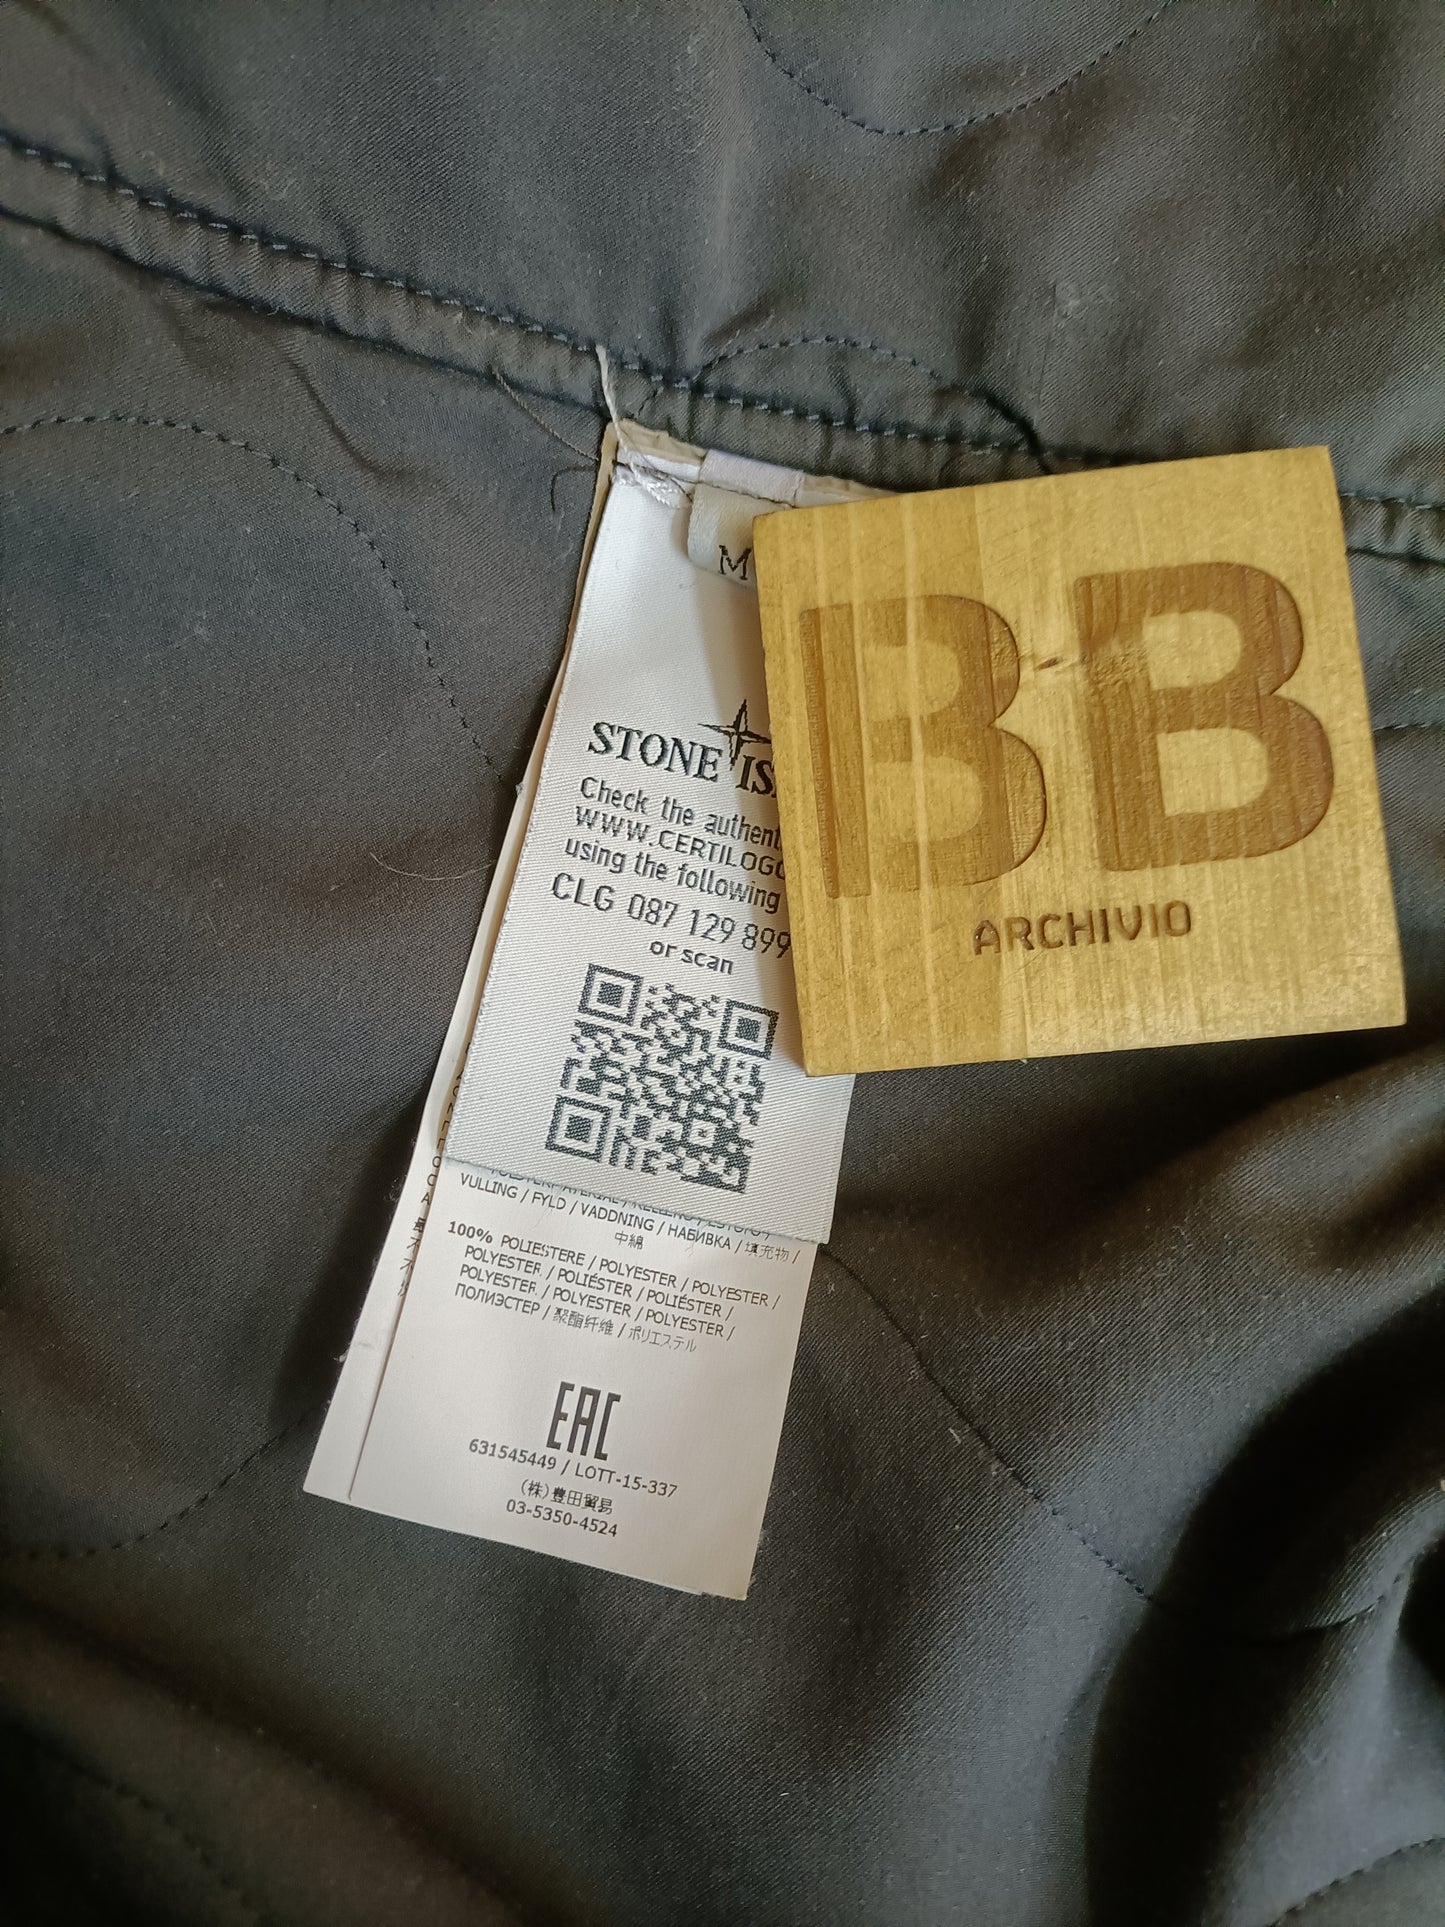 M
STONE IS
Check the authent
WWW.CERTILOGO
using the following
CLG 087 129 899
or scan
VULLING / FYLD / VADDNING / НАБИВКА / 填充物 /
中綿
100% POLIESTERE / POLYESTER / POLYESTER /
POLYESTER / POLIÉSTER / POLIÉSTER /
POLYESTER / POLYESTER / POLYESTER /
ПОЛИЭСТЕР / 聚酯纤维 / ポリエステル
EAC
631545449 / LOTT-15-337
(株)豊田貿易
03-5350-4524
BB
ARCHIVIO